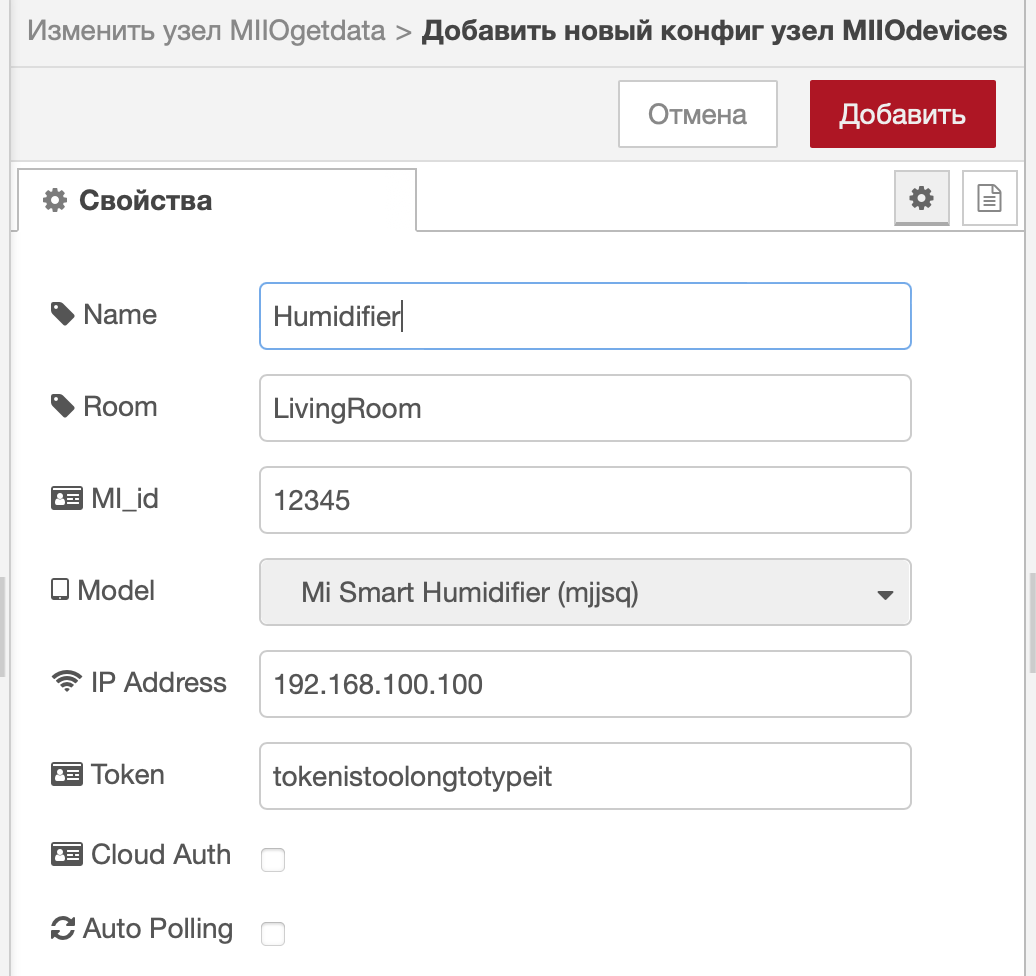 Изменить узел MIIOgetdata > Добавить новый конфиг узел MIIOdevices
Отмена
Добавить
Свойства
Name
Humidifier
Room
LivingRoom
MI_id
12345
Model
Mi Smart Humidifier (mjjsq)
IP Address
192.168.100.100
Token
tokenistoolongtotypeit
Cloud Auth
Auto Polling